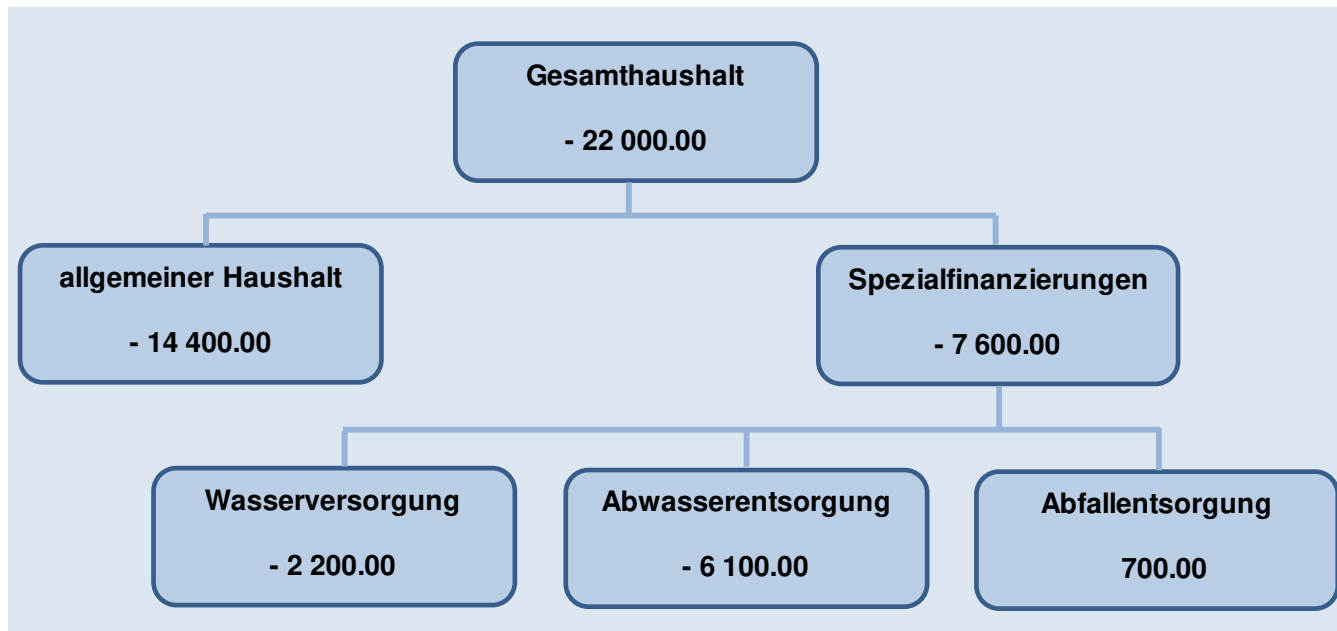 Gesamthaushalt
- 22 000.00
allgemeiner Haushalt
- 14 400.00
Spezialfinanzierungen
- 7 600.00
Wasserversorgung
- 2 200.00
Abwasserentsorgung
- 6 100.00
Abfallentsorgung
700.00